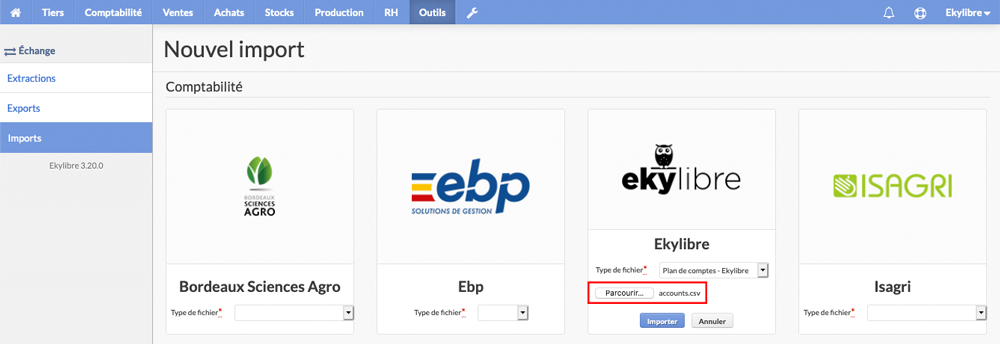 Tiers Comptabilité Ventes Achats Stocks Production RH Outils Ekylibre
Échange
Extractions
Exports
Imports
Ekylibre 3.20.0
Nouvel import
Comptabilité
BORDEAUX
SCIENCES
AGRO
Bordeaux Sciences Agro
Type de fichier*
ebp
SOLUTIONS DE GESTION
Ebp
Type de fichier*
ekylibre
Ekylibre
Type de fichier* Plan de comptes - Ekylibre
Parcourir... accounts.csv
Importer Annuler
ISAGRI
Isagri
Type de fichier*